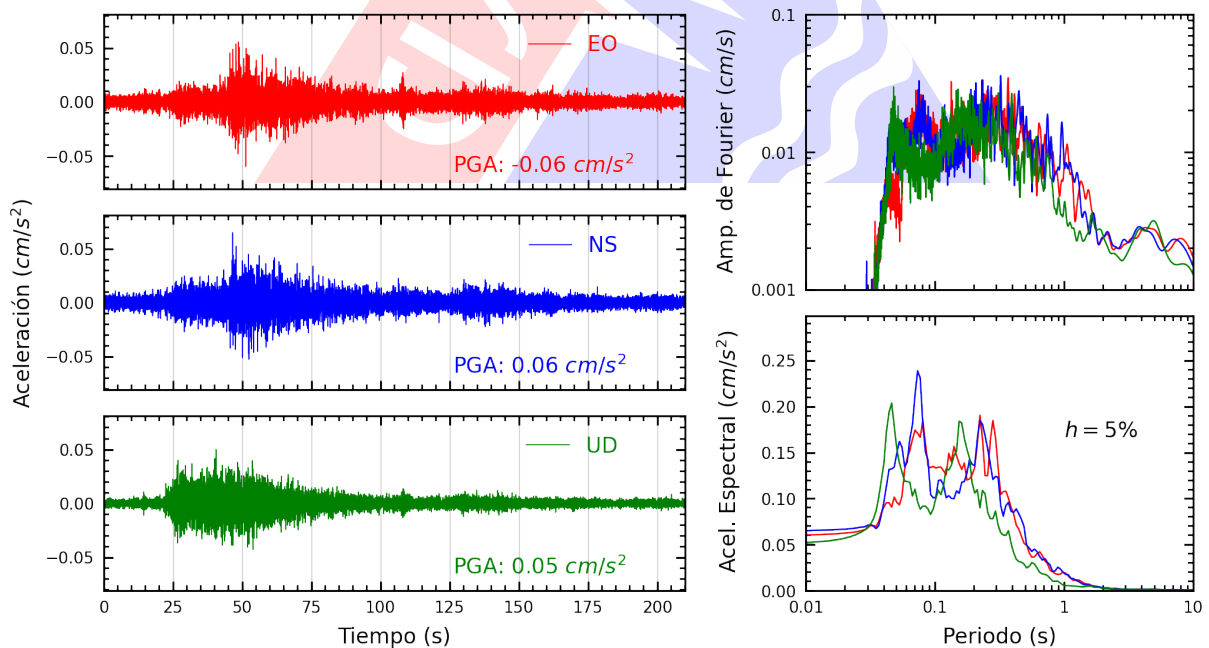 Aceleración (cm/s²)
0.05
0.00
−0.05
EO
PGA: -0.06 cm/s²
0.05
0.00
−0.05
NS
PGA: 0.06 cm/s²
0.05
0.00
−0.05
UD
PGA: 0.05 cm/s²
0 25 50 75 100 125 150 175 200
Tiempo (s)
Amp. de Fourier (cm/s)
0.1
0.01
0.001
Acel. Espectral (cm/s²)
0.25
0.20
0.15
0.10
0.05
0.00
h = 5%
0.01 0.1 1 10
Periodo (s)